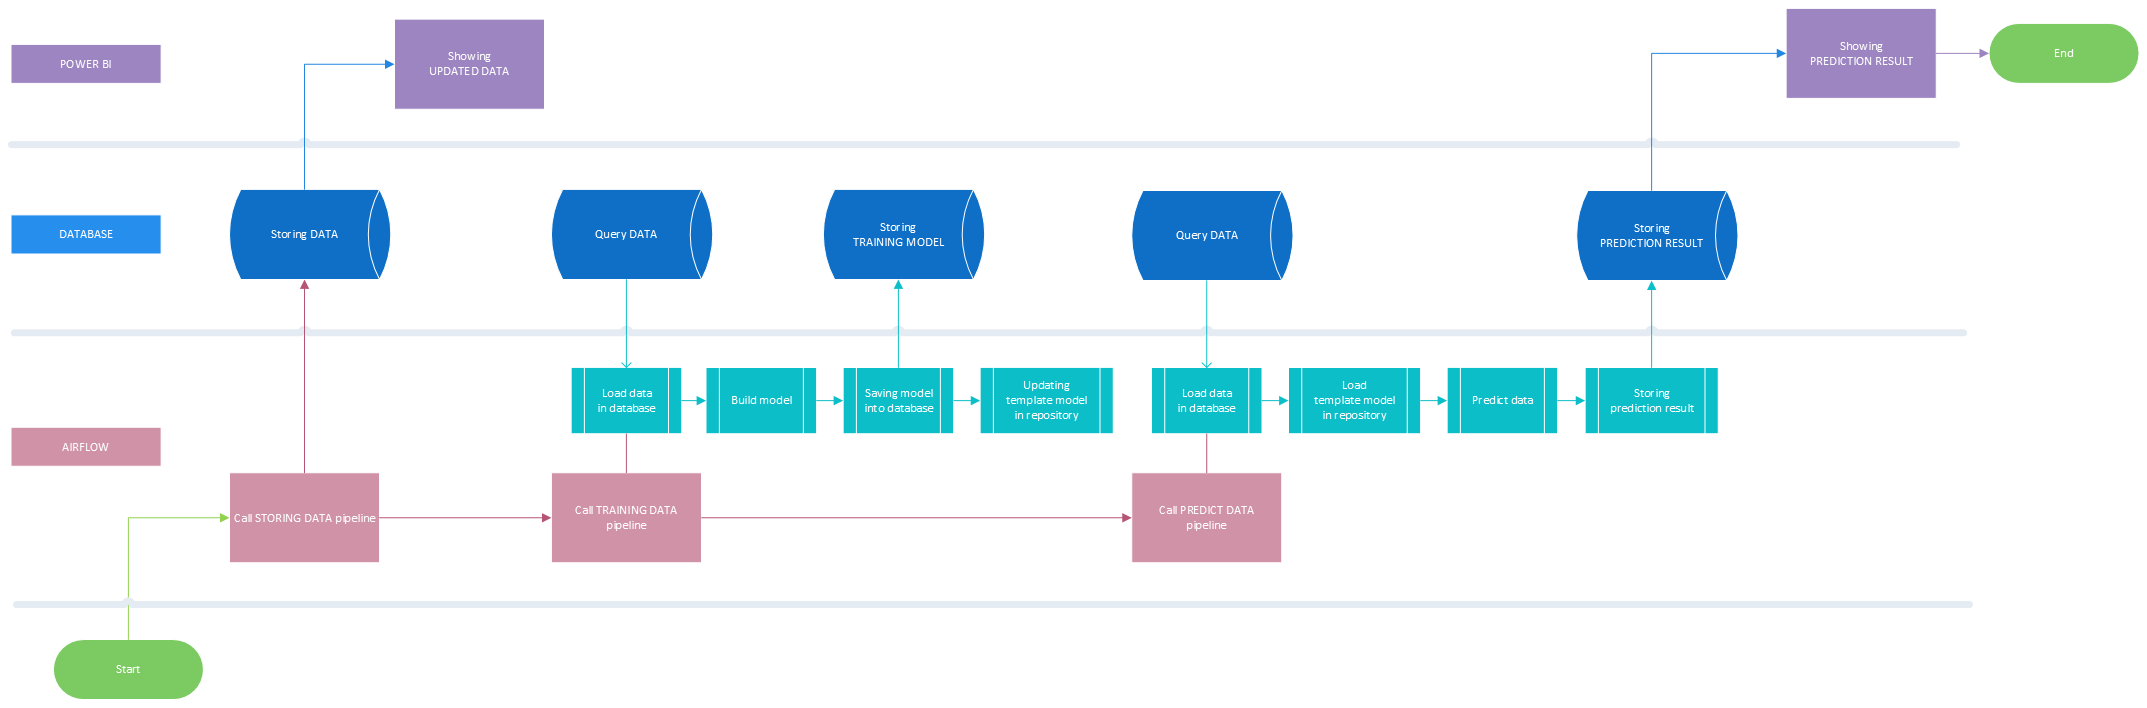 POWER BI
Showing
UPDATED DATA
Showing
PREDICTION RESULT
End
DATABASE
Storing DATA
Query DATA
Storing
TRAINING MODEL
Query DATA
Storing
PREDICTION RESULT
AIRFLOW
Load data
in database
Build model
Saving model
into database
Updating
template model
in repository
Load data
in database
Load
template model
in repository
Predict data
Storing
prediction result
Call STORING DATA pipeline
Call TRAINING DATA
pipeline
Call PREDICT DATA
pipeline
Start